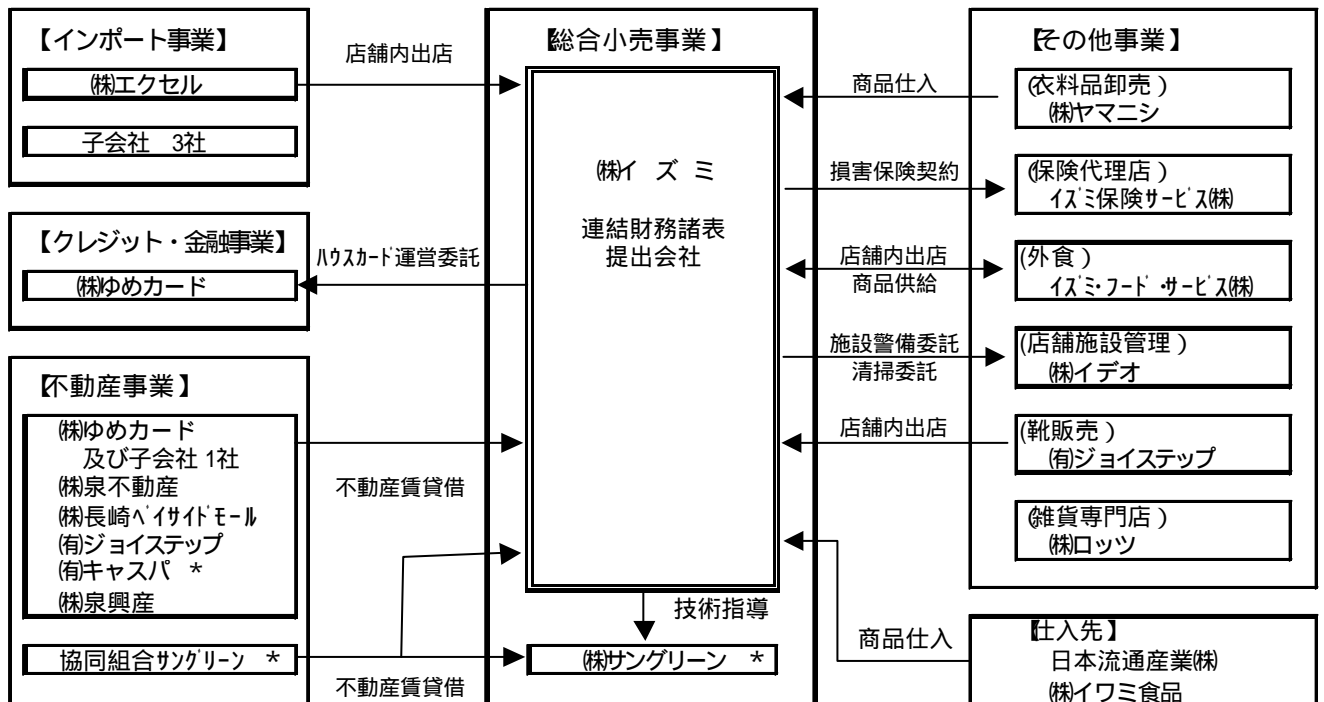 【インポート事業】
㈱エクセル
子会社 3社
【クレジット・金融事業】
㈱ゆめカード
【不動産事業】
㈱ゆめカード
及び子会社 1社
㈱泉不動産
㈱長崎ベイサイドモール
㈲ジョイステップ
㈲キャスパ *
㈱泉興産
協同組合サングリーン *
店舗内出店
ハウスカード運営委託
不動産賃貸借
不動産賃貸借
【総合小売事業】
㈱イズミ
連結財務諸表
提出会社
技術指導
㈱サングリーン *
商品仕入
損害保険契約
店舗内出店
商品供給
施設警備委託
清掃委託
店舗内出店
商品仕入
【その他事業】
(衣料品卸売)
㈱ヤマニシ
(保険代理店)
イズミ保険サービス㈱
(外食)
イズミ・フード・サービス㈱
(店舗施設管理)
㈱イデオ
(靴販売)
㈲ジョイステップ
(雑貨専門店)
㈱ロッツ
【仕入先】
日本流通産業㈱
㈱イワミ食品